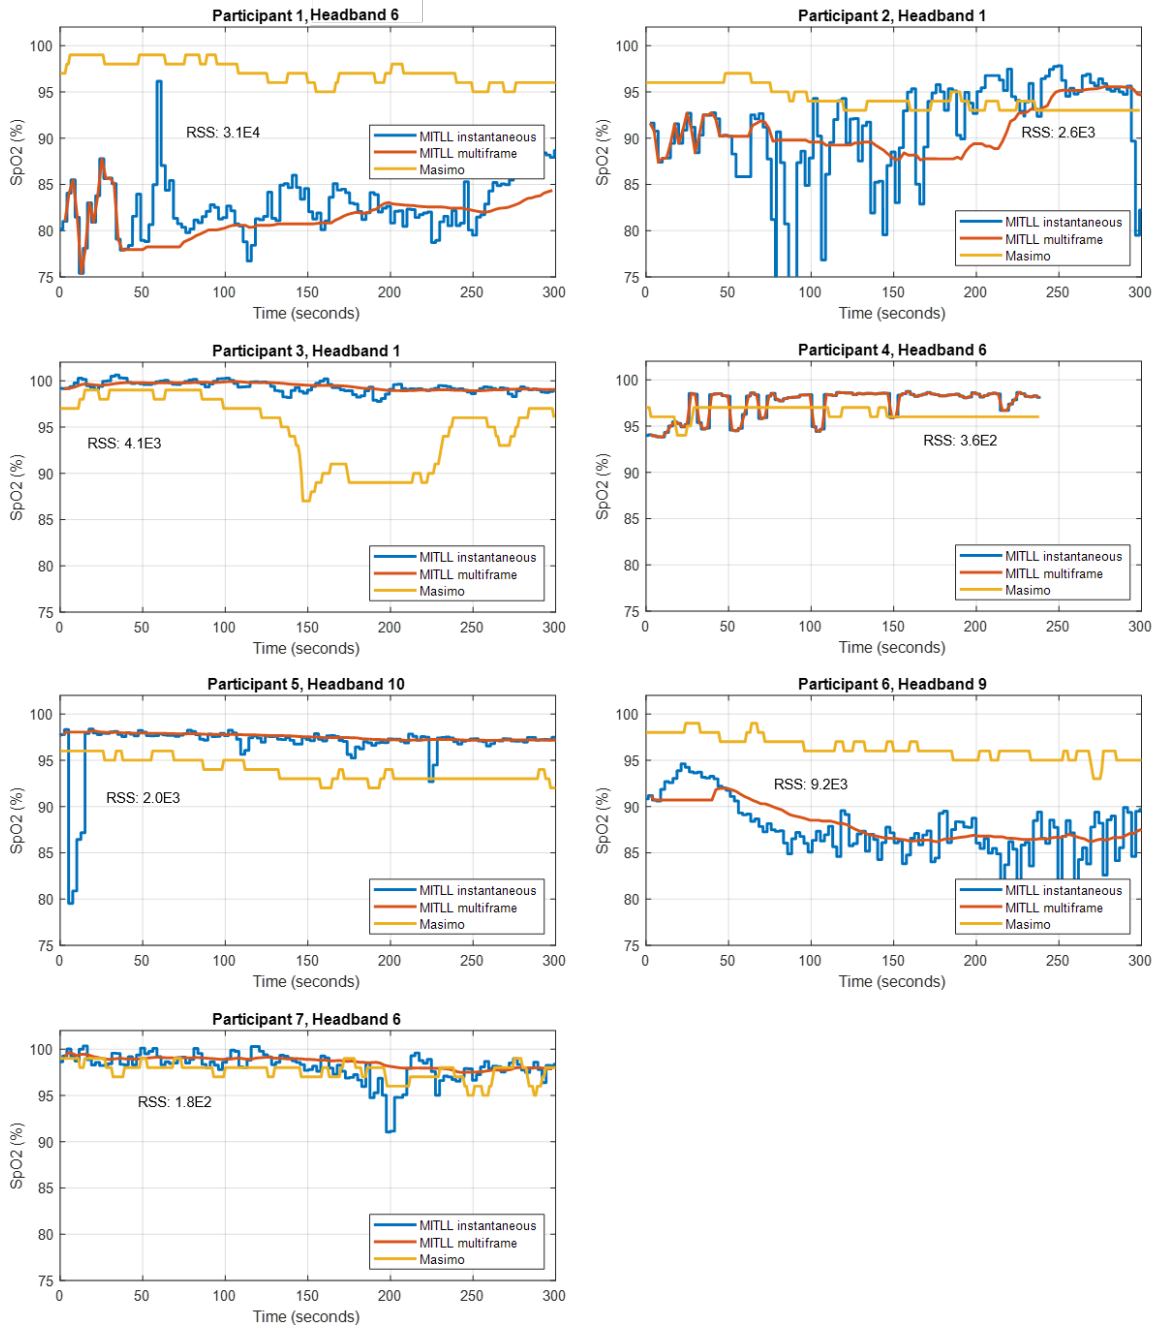 Participant 1, Headband 6
SpO2 (%)
100
95
90
85
80
75
RSS: 3.1E4
MITLL instantaneous
MITLL multiframe
Masimo
0 50 100 150 200 250 300
Time (seconds)
Participant 2, Headband 1
SpO2 (%)
100
95
90
85
80
75
RSS: 2.6E3
MITLL instantaneous
MITLL multiframe
Masimo
0 50 100 150 200 250 300
Time (seconds)
Participant 3, Headband 1
SpO2 (%)
100
95
90
85
80
75
RSS: 4.1E3
MITLL instantaneous
MITLL multiframe
Masimo
0 50 100 150 200 250 300
Time (seconds)
Participant 4, Headband 6
SpO2 (%)
100
95
90
85
80
75
RSS: 3.6E2
MITLL instantaneous
MITLL multiframe
Masimo
0 50 100 150 200 250 300
Time (seconds)
Participant 5, Headband 10
SpO2 (%)
100
95
90
85
80
75
RSS: 2.0E3
MITLL instantaneous
MITLL multiframe
Masimo
0 50 100 150 200 250 300
Time (seconds)
Participant 6, Headband 9
SpO2 (%)
100
95
90
85
80
75
RSS: 9.2E3
MITLL instantaneous
MITLL multiframe
Masimo
0 50 100 150 200 250 300
Time (seconds)
Participant 7, Headband 6
SpO2 (%)
100
95
90
85
80
75
RSS: 1.8E2
MITLL instantaneous
MITLL multiframe
Masimo
0 50 100 150 200 250 300
Time (seconds)